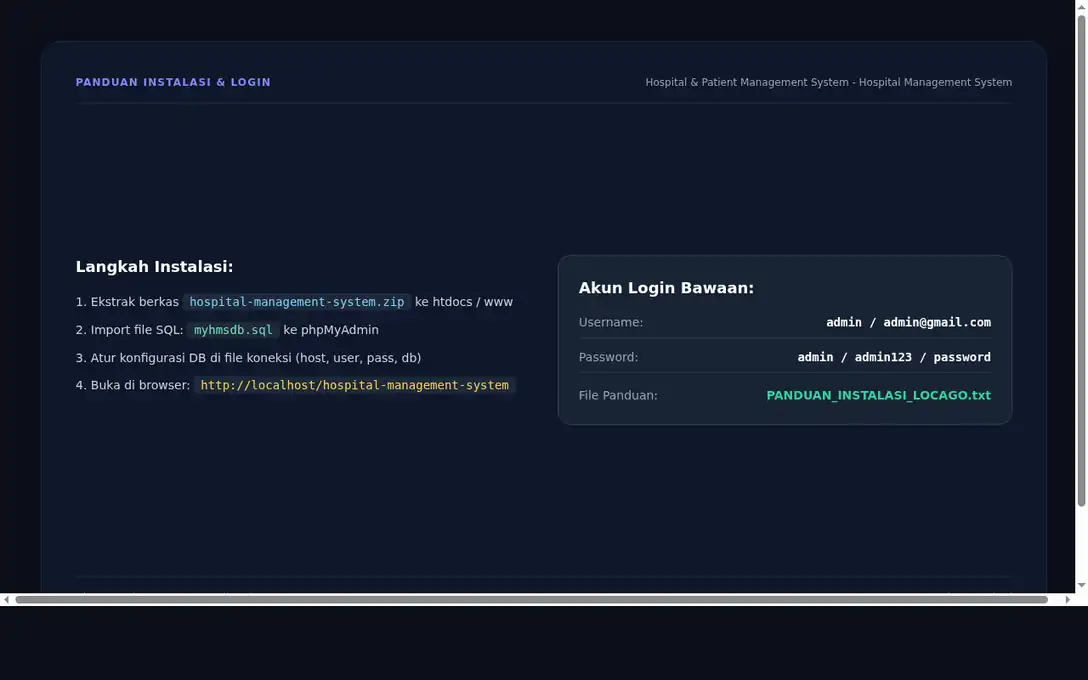 PANDUAN INSTALASI & LOGIN
Hospital & Patient Management System - Hospital Management System
Langkah Instalasi:
1. Ekstrak berkas hospital-management-system.zip ke htdocs / www
2. Import file SQL: myhmsdb.sql ke phpMyAdmin
3. Atur konfigurasi DB di file koneksi (host, user, pass, db)
4. Buka di browser: http://localhost/hospital-management-system
Akun Login Bawaan:
Username: admin / admin@gmail.com
Password: admin / admin123 / password
File Panduan: PANDUAN_INSTALASI_LOCAGO.txt